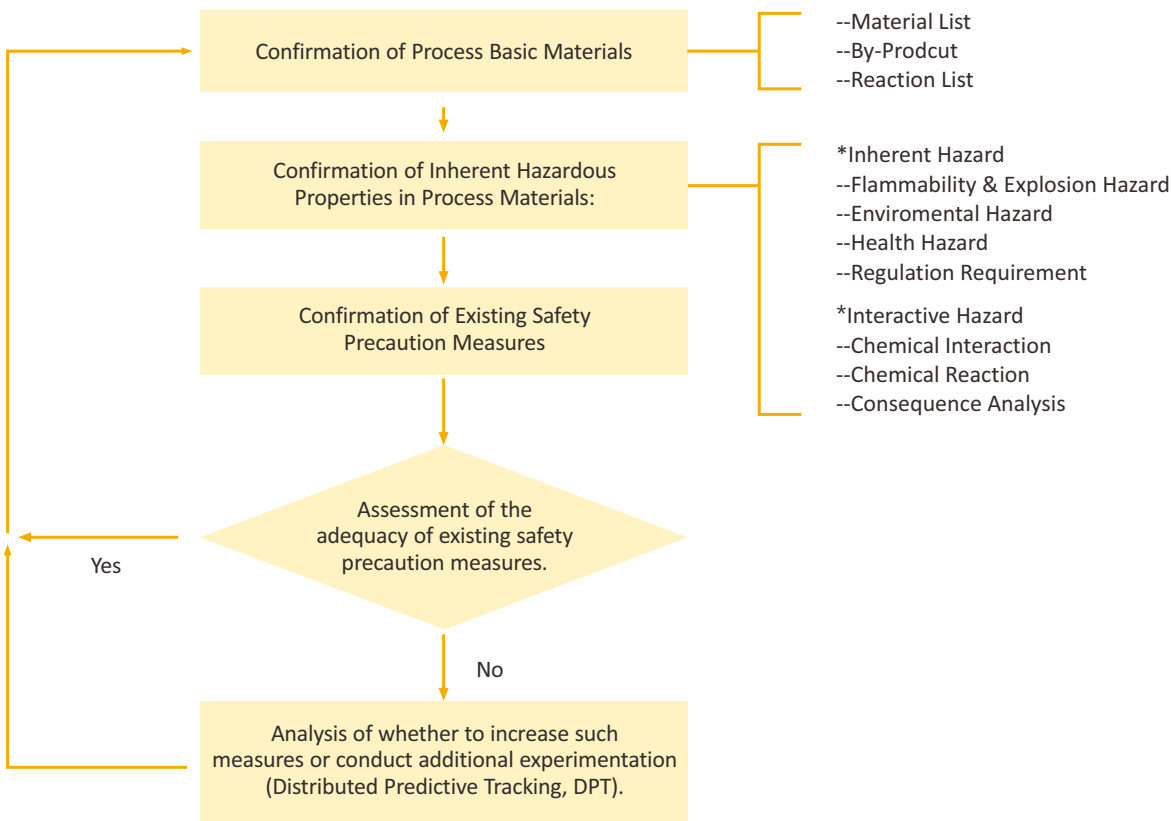 Confirmation of Process Basic Materials
--Material List
--By-Prodcut
--Reaction List
Confirmation of Inherent Hazardous
Properties in Process Materials:
*Inherent Hazard
--Flammability & Explosion Hazard
--Enviromental Hazard
--Health Hazard
--Regulation Requirement
*Interactive Hazard
--Chemical Interaction
--Chemical Reaction
--Consequence Analysis
Confirmation of Existing Safety
Precaution Measures
Assessment of the
adequacy of existing safety
precaution measures.
Yes
No
Analysis of whether to increase such
measures or conduct additional experimentation
(Distributed Predictive Tracking, DPT).